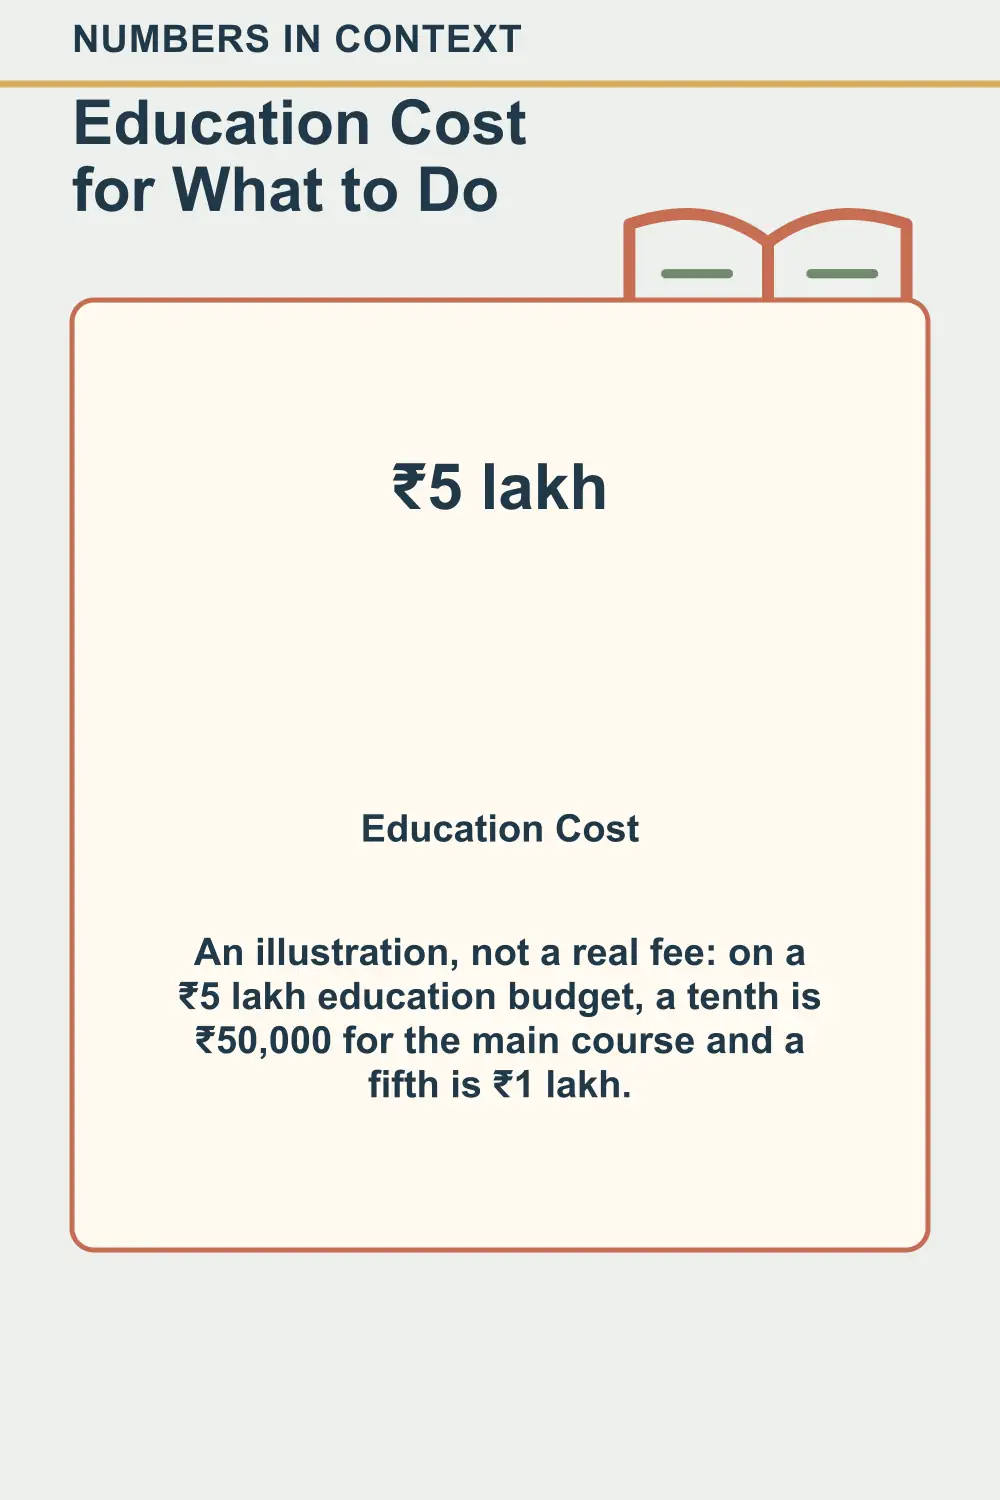 NUMBERS IN CONTEXT
Education Cost
for What to Do
₹5 lakh
Education Cost
An illustration, not a real fee: on a
₹5 lakh education budget, a tenth is
₹50,000 for the main course and a
fifth is ₹1 lakh.